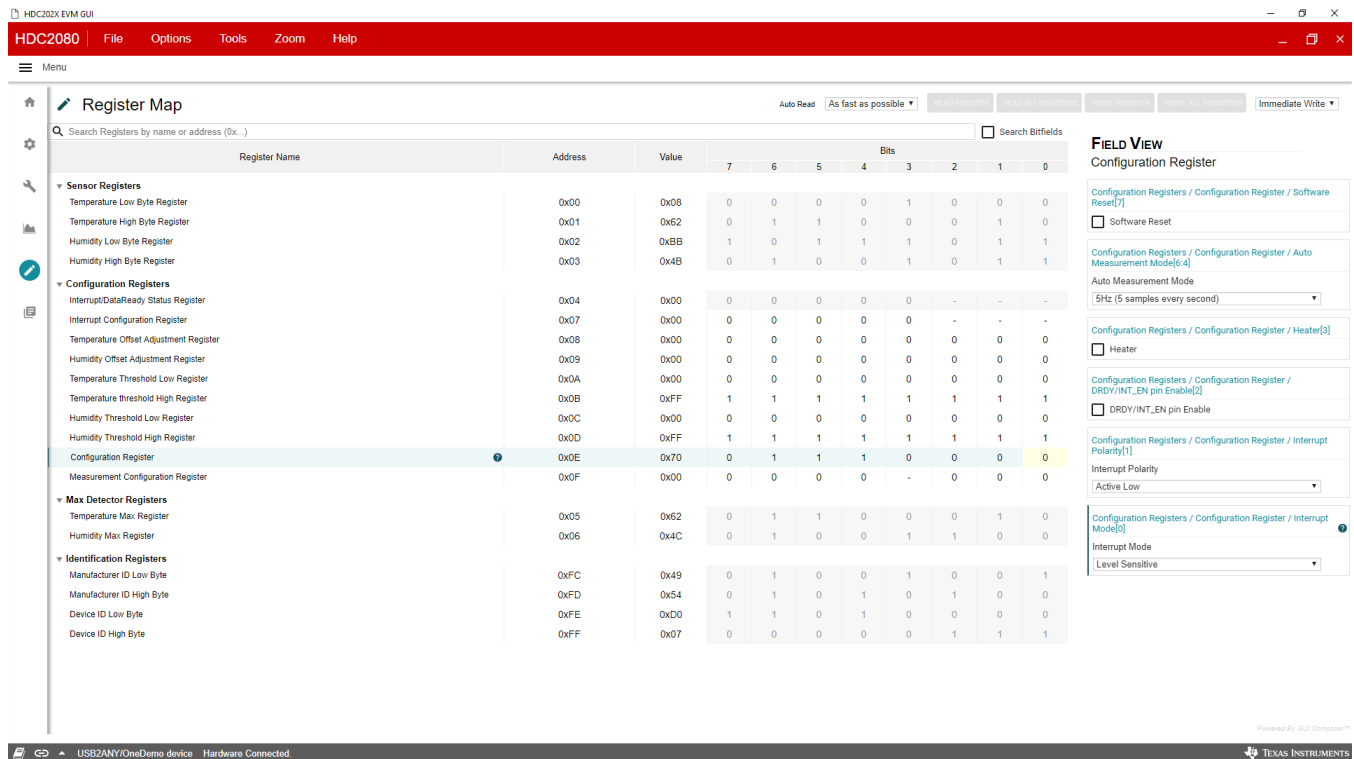 HDC202X EVM GUI
HDC2080 File Options Tools Zoom Help
Menu
Register Map
Auto Read As fast as possible READ REGISTER READ ALL REGISTERS WRITE REGISTER WRITE ALL REGISTERS Immediate Write
Search Registers by name or address (0x...) Search Bitfields
Register Name Address Value Bits
7 6 5 4 3 2 1 0
Sensor Registers
Temperature Low Byte Register 0x00 0x08 0 0 0 0 1 0 0 0
Temperature High Byte Register 0x01 0x62 0 1 1 0 0 0 1 0
Humidity Low Byte Register 0x02 0xBB 1 0 1 1 1 0 1 1
Humidity High Byte Register 0x03 0x4B 0 1 0 0 1 0 1 1
Configuration Registers
Interrupt/DataReady Status Register 0x04 0x00 0 0 0 0 0 - - -
Interrupt Configuration Register 0x07 0x00 0 0 0 0 0 - - -
Temperature Offset Adjustment Register 0x08 0x00 0 0 0 0 0 0 0 0
Humidity Offset Adjustment Register 0x09 0x00 0 0 0 0 0 0 0 0
Temperature Threshold Low Register 0x0A 0x00 0 0 0 0 0 0 0 0
Temperature threshold High Register 0x0B 0xFF 1 1 1 1 1 1 1 1
Humidity Threshold Low Register 0x0C 0x00 0 0 0 0 0 0 0 0
Humidity Threshold High Register 0x0D 0xFF 1 1 1 1 1 1 1 1
Configuration Register ? 0x0E 0x70 0 1 1 1 0 0 0 0
Measurement Configuration Register 0x0F 0x00 0 0 0 0 - 0 0 0
Max Detector Registers
Temperature Max Register 0x05 0x62 0 1 1 0 0 0 1 0
Humidity Max Register 0x06 0x4C 0 1 0 0 1 1 0 0
Identification Registers
Manufacturer ID Low Byte 0xFC 0x49 0 1 0 0 1 0 0 1
Manufacturer ID High Byte 0xFD 0x54 0 1 0 1 0 1 0 0
Device ID Low Byte 0xFE 0xD0 1 1 0 1 0 0 0 0
Device ID High Byte 0xFF 0x07 0 0 0 0 0 1 1 1
FIELD VIEW
Configuration Register
Configuration Registers / Configuration Register / Software
Reset[7]
Software Reset
Configuration Registers / Configuration Register / Auto
Measurement Mode[6:4]
Auto Measurement Mode
5Hz (5 samples every second)
Configuration Registers / Configuration Register / Heater[3]
Heater
Configuration Registers / Configuration Register /
DRDY/INT_EN pin Enable[2]
DRDY/INT_EN pin Enable
Configuration Registers / Configuration Register / Interrupt
Polarity[1]
Interrupt Polarity
Active Low
Configuration Registers / Configuration Register / Interrupt
Mode[0] ?
Interrupt Mode
Level Sensitive
Powered By GUI Composer™
USB2ANY/OneDemo device Hardware Connected. TEXAS INSTRUMENTS